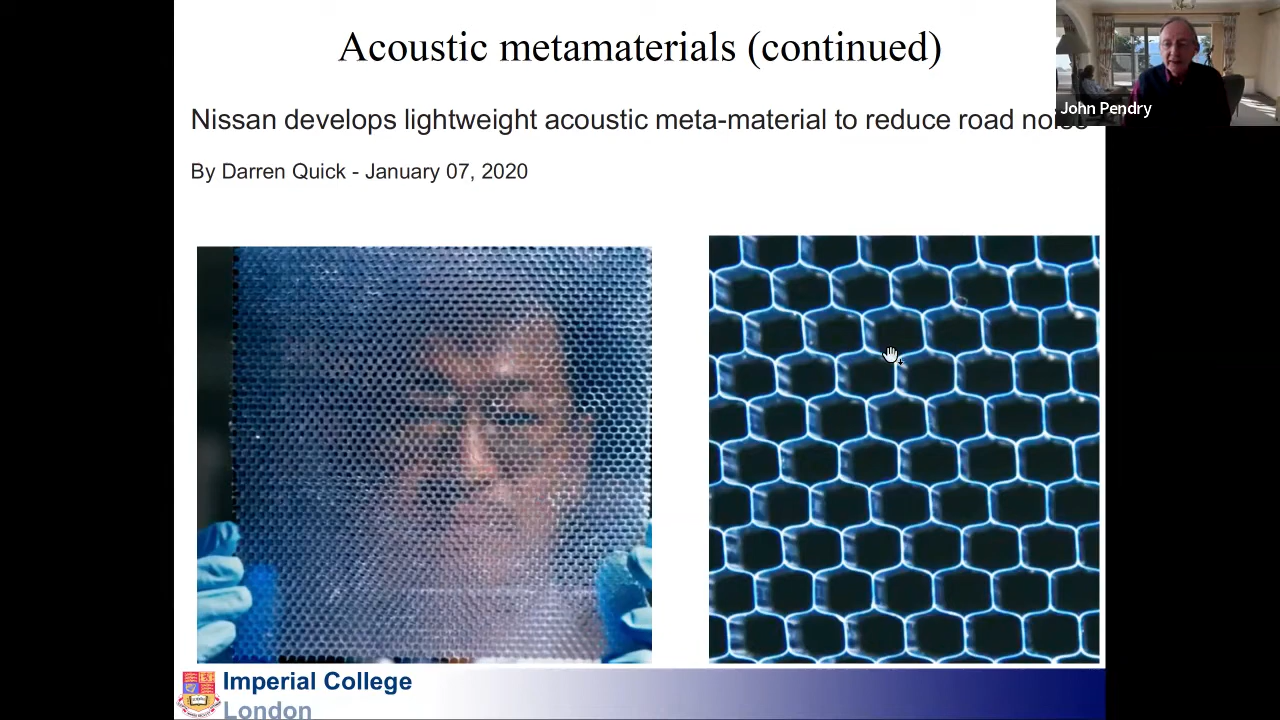 Acoustic metamaterials (continued)
John Pendry
Nissan develops lightweight acoustic meta-material to reduce road noise
By Darren Quick - January 07, 2020
Imperial College
London